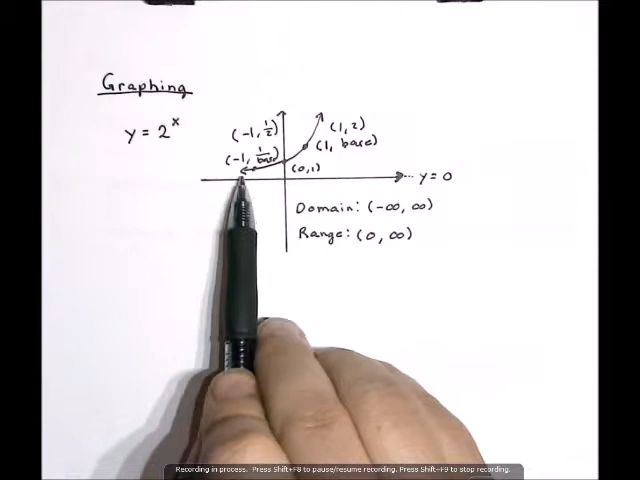 Graphing
y = 2^x
(-1, 1/2)
(-1, 1/base)
(1, 2)
(1, base)
(0, 1)
y = 0
Domain: (-∞, ∞)
Range: (0, ∞)
Recording in process. Press Shift+F8 to pause/resume recording. Press Shift+F9 to stop recording.